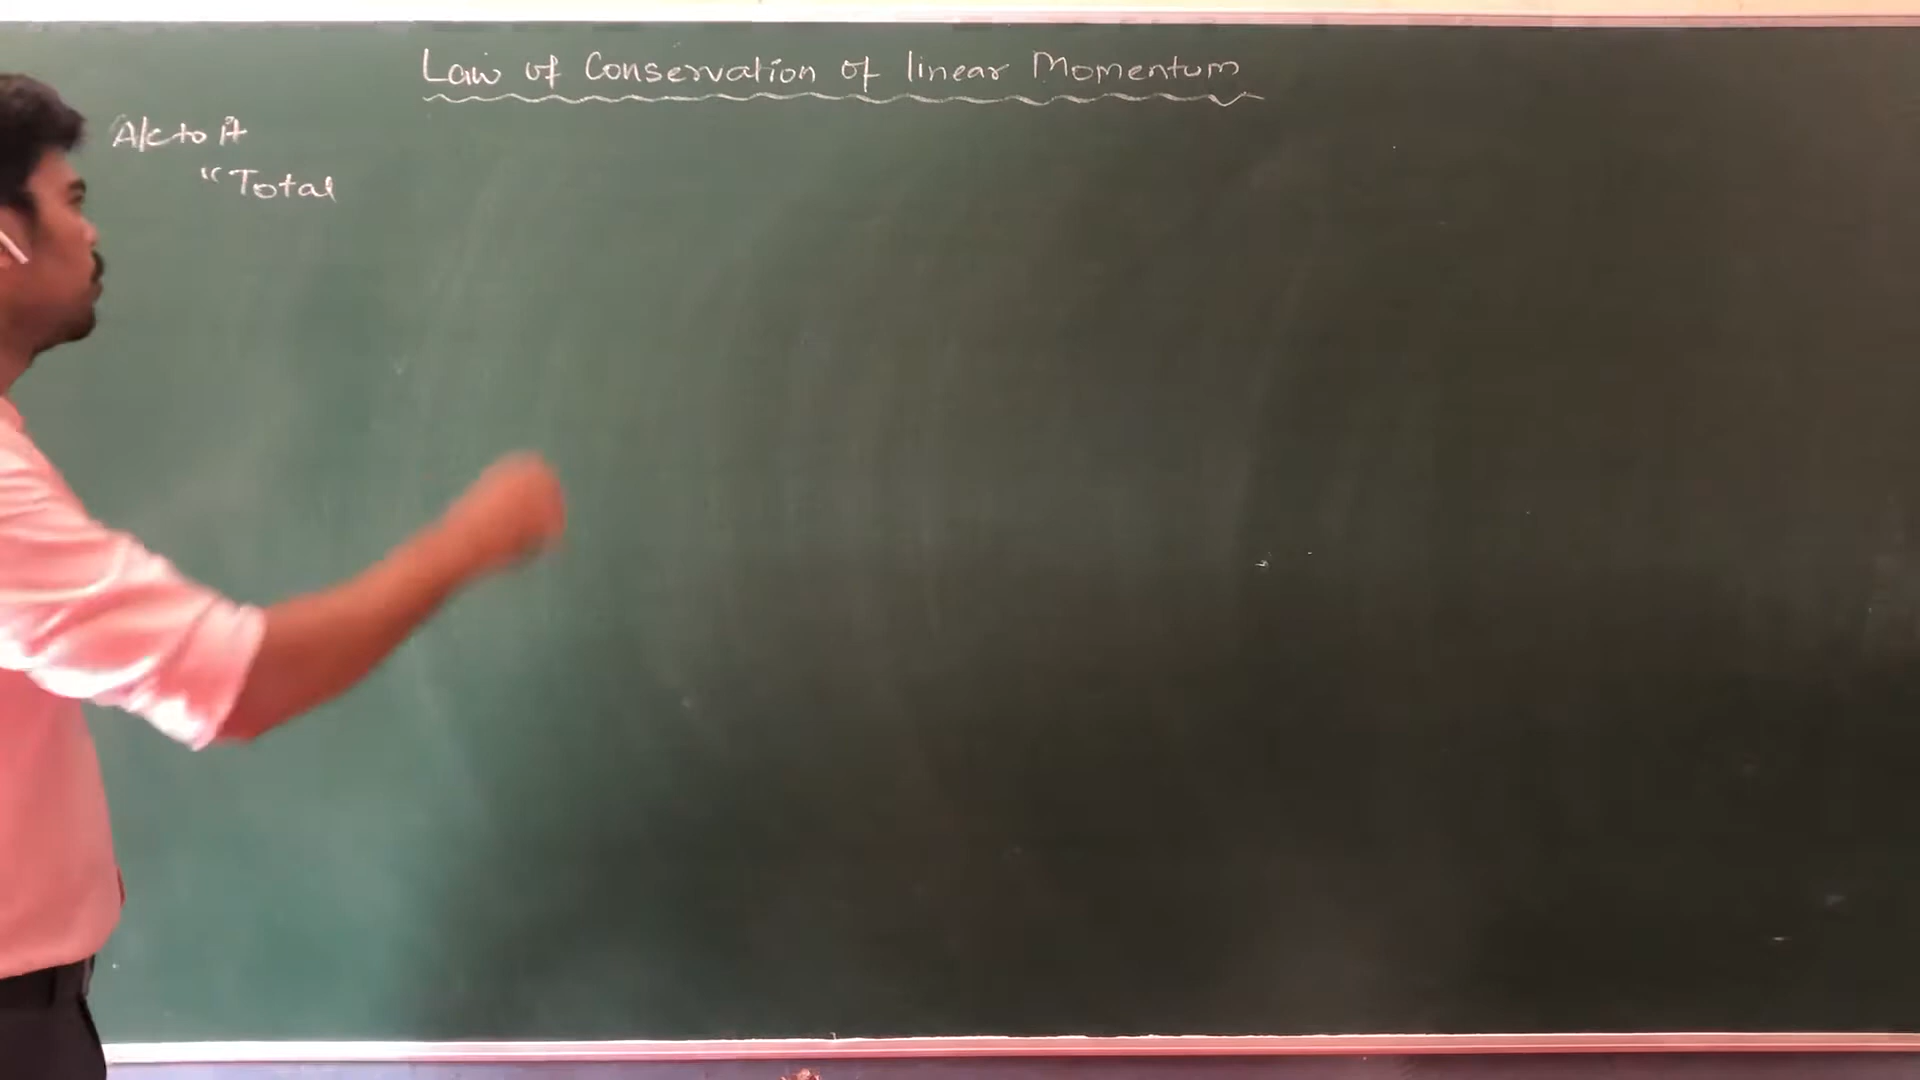 Law of Conservation of linear Momentum
A/c to it
"Total